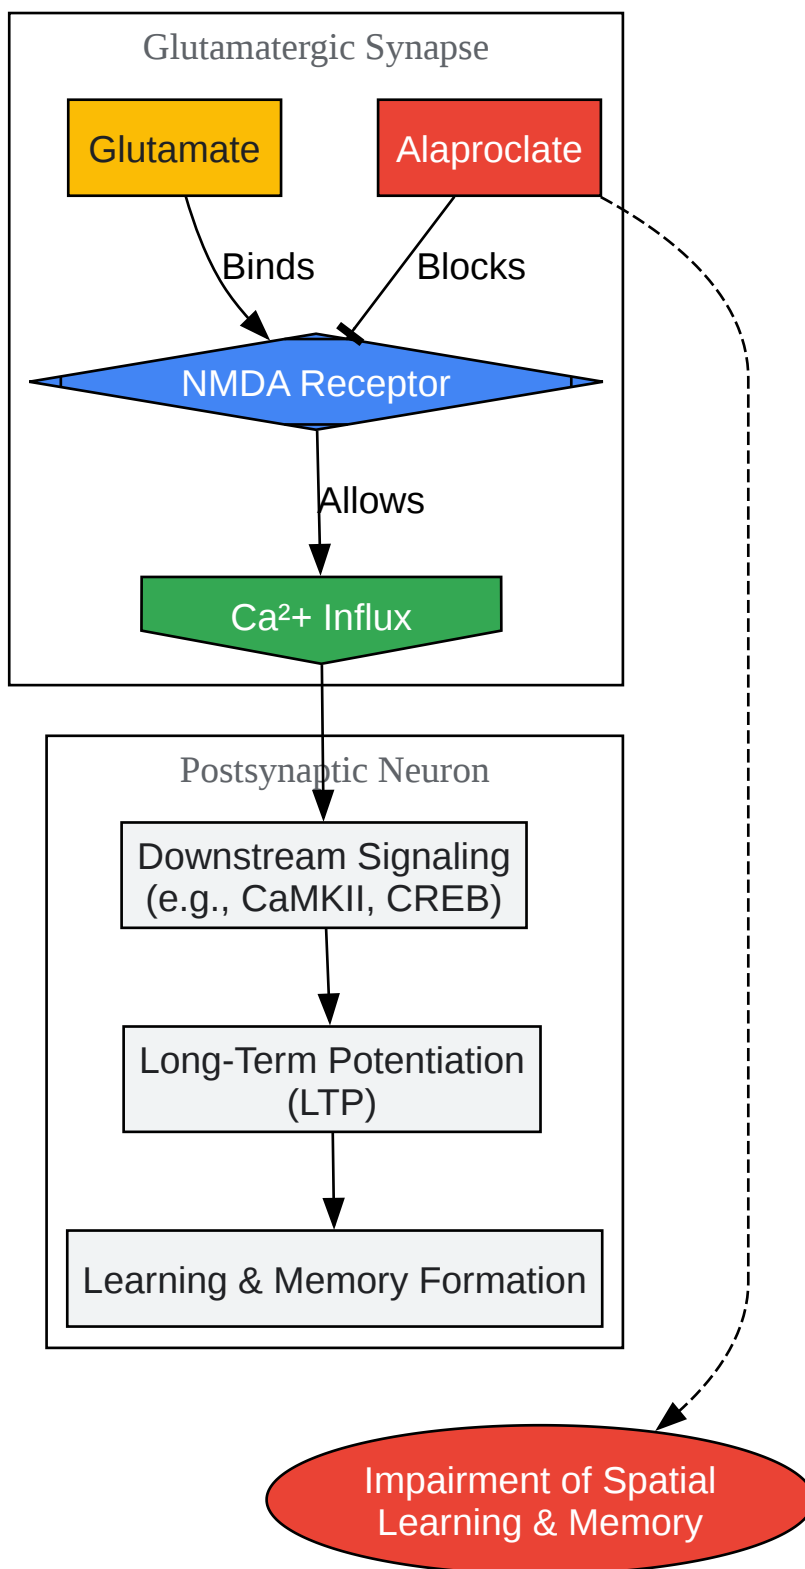 Glutamatergic Synapse
Glutamate
Alaproclate
Binds
Blocks
NMDA Receptor
Allows
Ca²+ Influx
Postsynaptic Neuron
Downstream Signaling
(e.g., CaMKII, CREB)
Long-Term Potentiation
(LTP)
Learning & Memory Formation
Impairment of Spatial
Learning & Memory